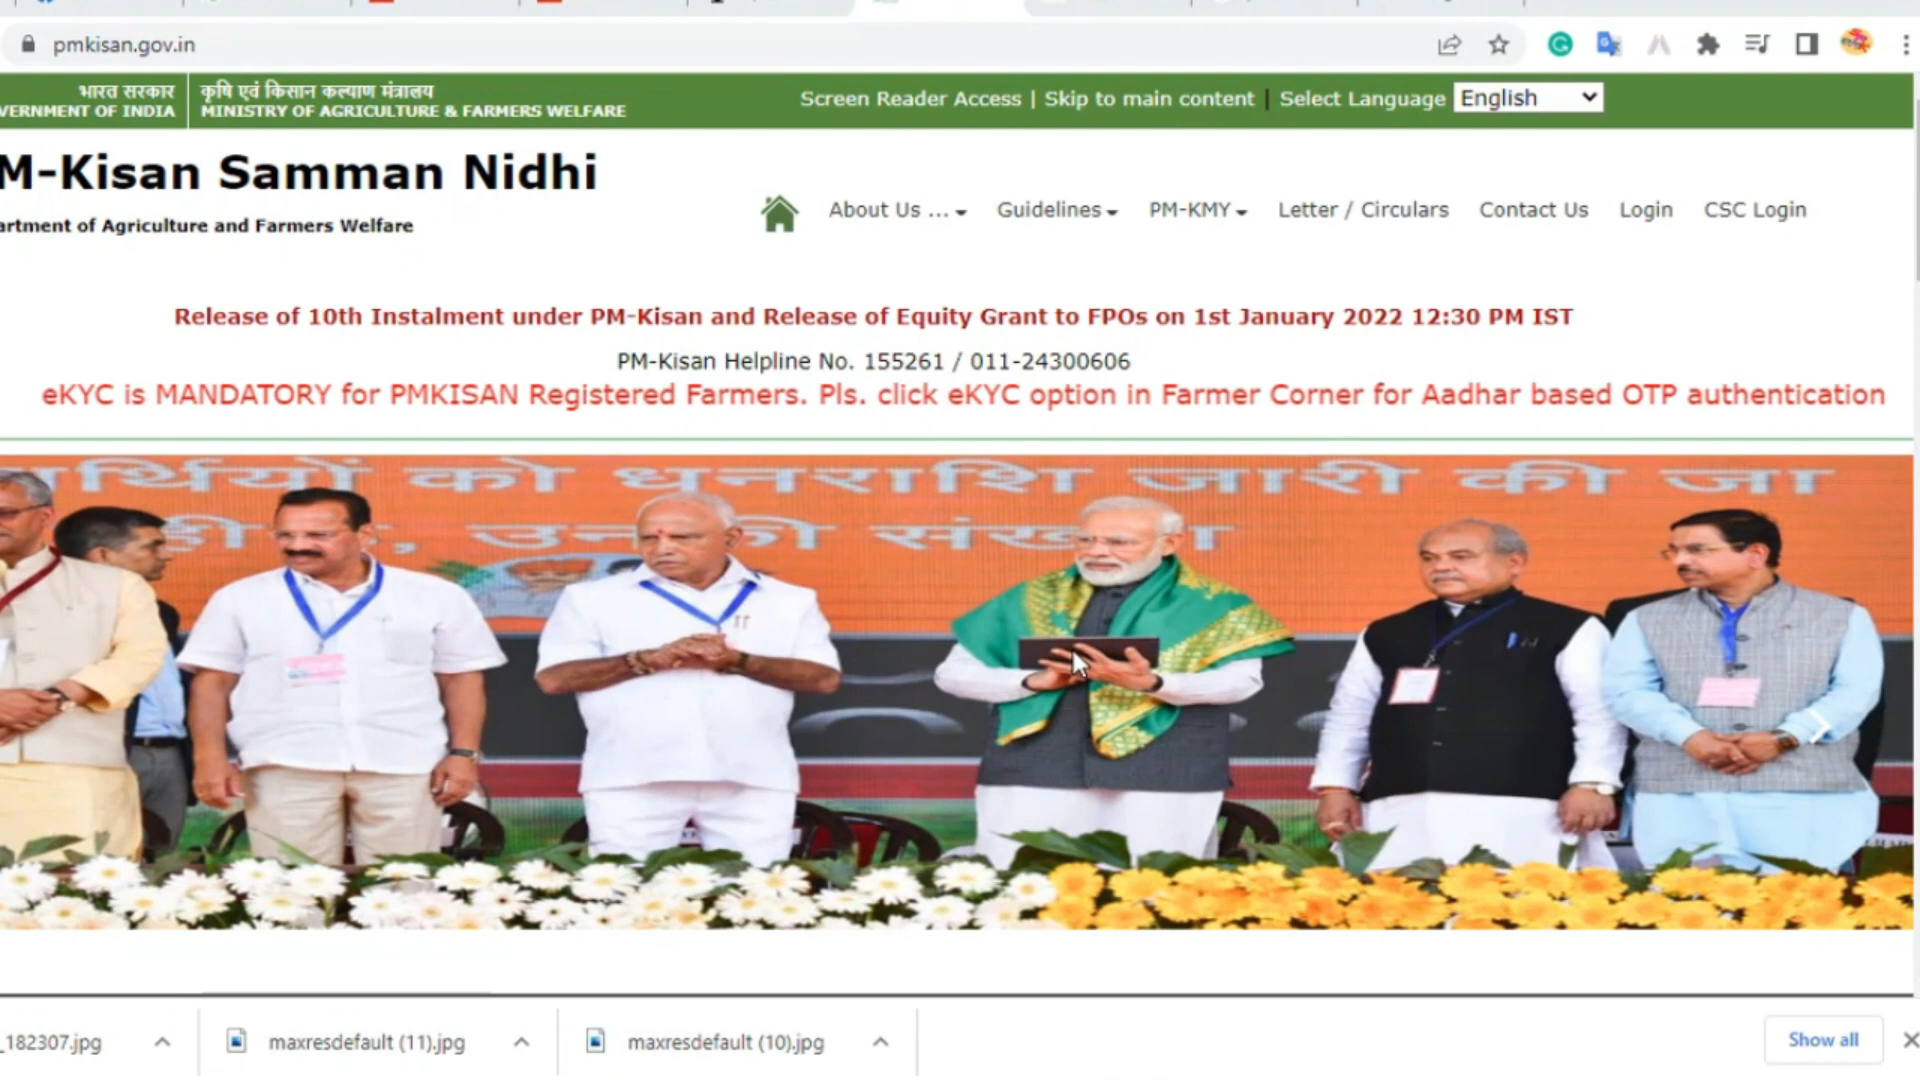 pmkisan.gov.in
भारत सरकार
VERNMENT OF INDIA
कृषि एवं किसान कल्याण मंत्रालय
MINISTRY OF AGRICULTURE & FARMERS WELFARE
Screen Reader Access | Skip to main content | Select Language English
M-Kisan Samman Nidhi
artment of Agriculture and Farmers Welfare
About Us ... Guidelines PM-KMY Letter / Circulars Contact Us Login CSC Login
Release of 10th Instalment under PM-Kisan and Release of Equity Grant to FPOs on 1st January 2022 12:30 PM IST
PM-Kisan Helpline No. 155261 / 011-24300606
eKYC is MANDATORY for PMKISAN Registered Farmers. Pls. click eKYC option in Farmer Corner for Aadhar based OTP authentication
र्थियों को धनराशि जारी की जा
ही, उनकी संख्या
_182307.jpg maxresdefault (11).jpg maxresdefault (10).jpg Show all